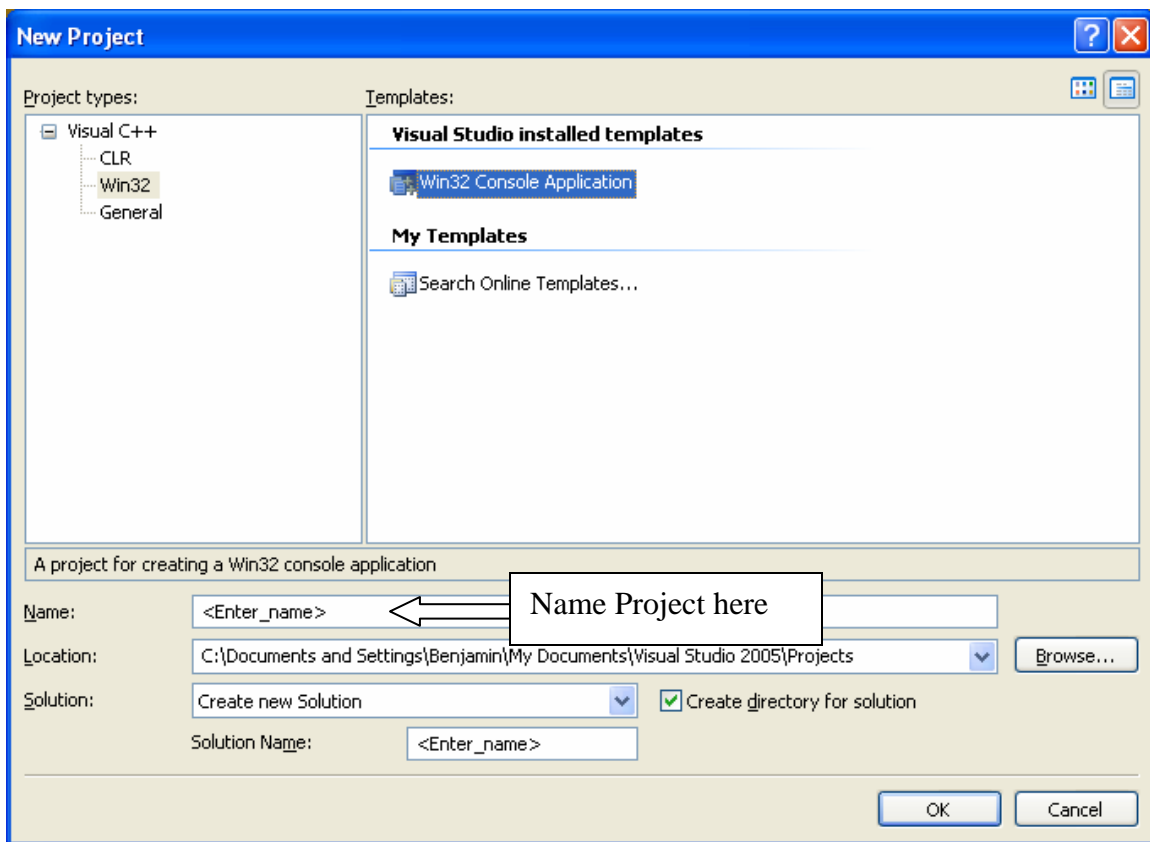 New Project
Project types:
Templates:
Visual C++
CLR
Win32
General
Visual Studio installed templates
Win32 Console Application
My Templates
Search Online Templates...
A project for creating a Win32 console application
Name:
<Enter_name>
Name Project here
Location:
C:\Documents and Settings\Benjamin\My Documents\Visual Studio 2005\Projects
Browse...
Solution:
Create new Solution
Create directory for solution
Solution Name:
<Enter_name>
OK
Cancel